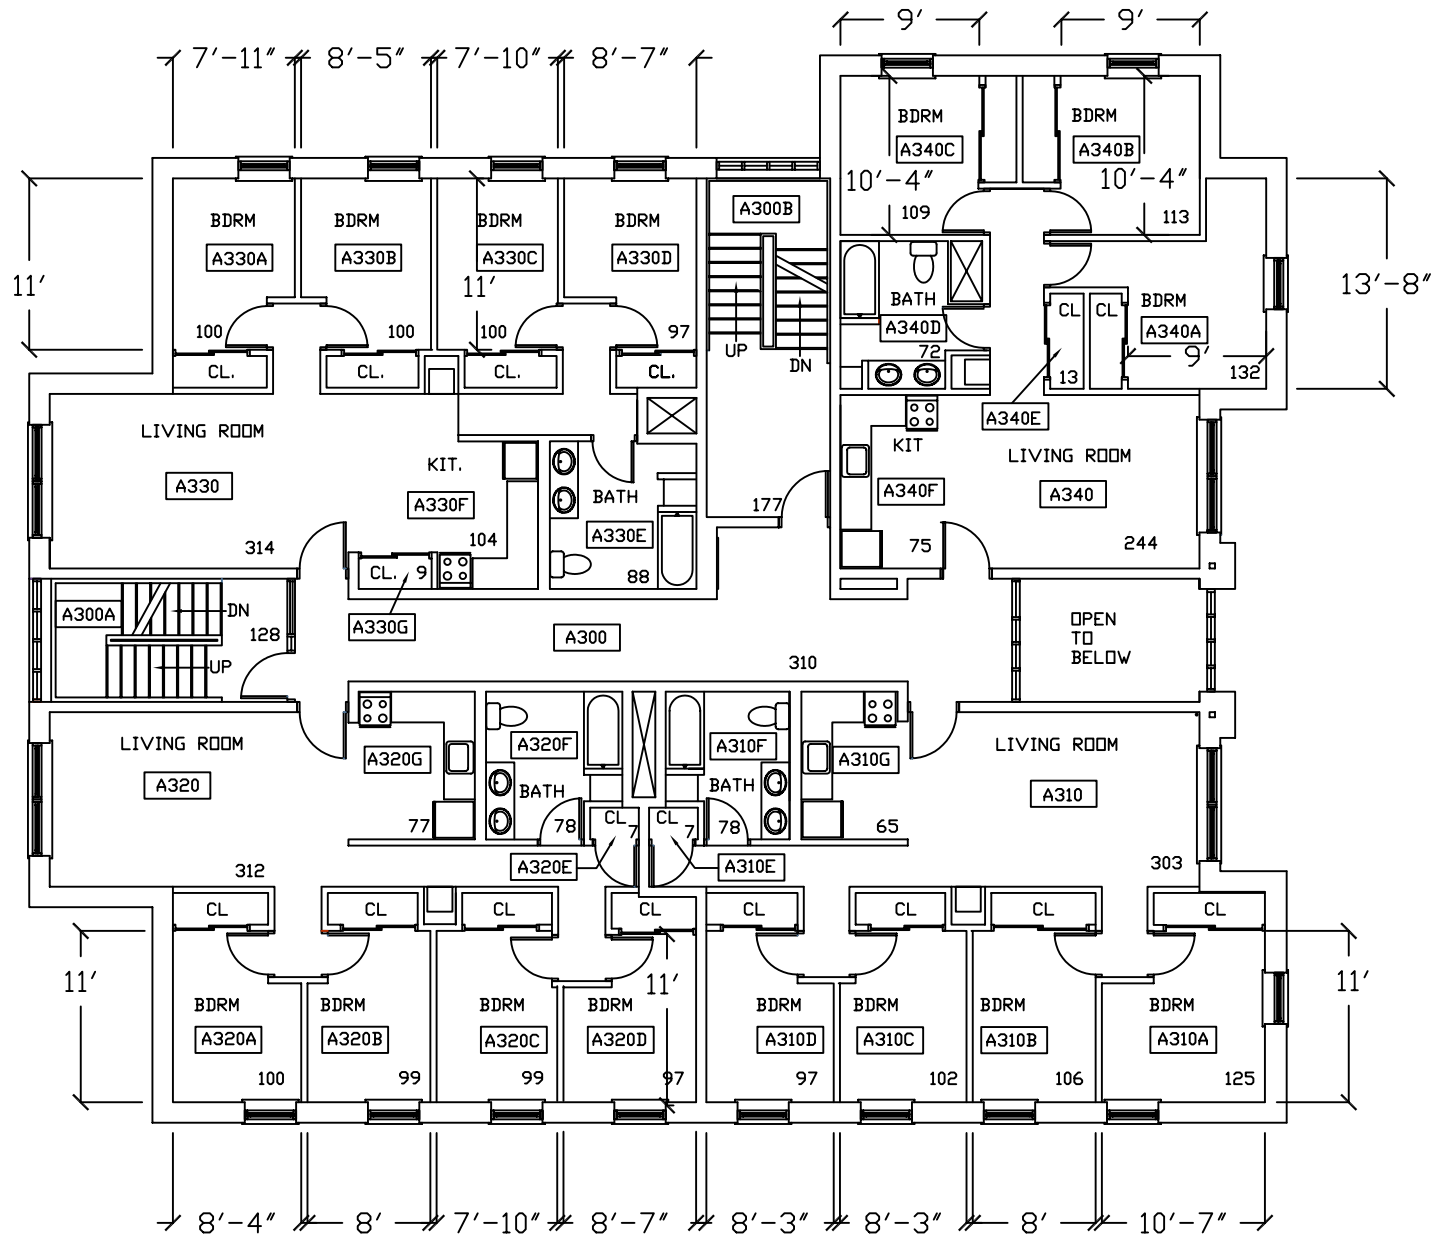 9' 9'
7'-11" 8'-5" 7'-10" 8'-7"
BDRM BDRM
A340C A340B
10'-4" 10'-4"
109 113
A300B
BDRM BDRM BDRM BDRM
A330A A330B A330C A330D
11' 11' 13'-8"
100 100 100 97
UP DN
BATH CL CL BDRM
A340D A340A
72 13 9' 132
CL. CL. CL. CL.
A340E
LIVING ROOM KIT LIVING ROOM
KIT.
A330 A340F A340
A330F BATH 177
A330E
314 104 75 244
CL. 9 88
A330G
A300A DN
128
UP
A300
310
OPEN
TO
BELOW
LIVING ROOM A320F A310F LIVING ROOM
A320G A310G
A320 BATH BATH A310
77 78 CL 7 CL 7 78 65
A320E A310E
312 303
CL CL CL CL CL CL CL CL
11' 11' 11'
BDRM BDRM BDRM BDRM BDRM BDRM BDRM BDRM
A320A A320B A320C A320D A310D A310C A310B A310A
100 99 99 97 97 102 106 125
8'-4" 8' 7'-10" 8'-7" 8'-3" 8'-3" 8' 10'-7"